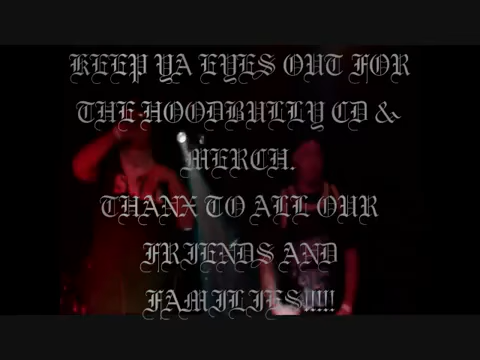 KEEP YA EYES OUT FOR
THE HOODBULLY CD &
MERCH.
THANX TO ALL OUR
FRIENDS AND
FAMILIES!!!!!